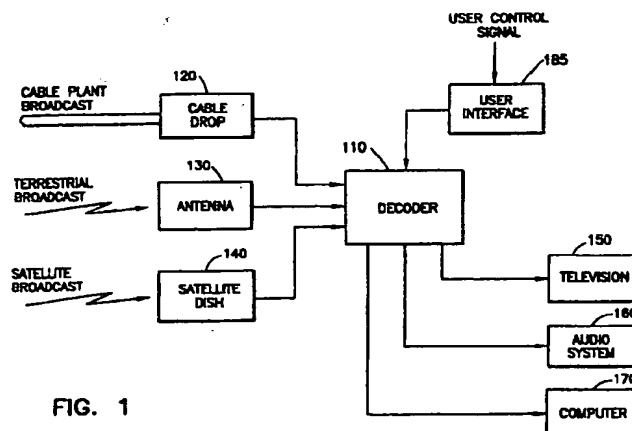 USER CONTROL
SIGNAL
185
USER
INTERFACE
CABLE PLANT
BROADCAST
120
CABLE
DROP
110
DECODER
TERRESTRIAL
BROADCAST
130
ANTENNA
SATELLITE
BROADCAST
140
SATELLITE
DISH
150
TELEVISION
160
AUDIO
SYSTEM
170
COMPUTER
FIG. 1